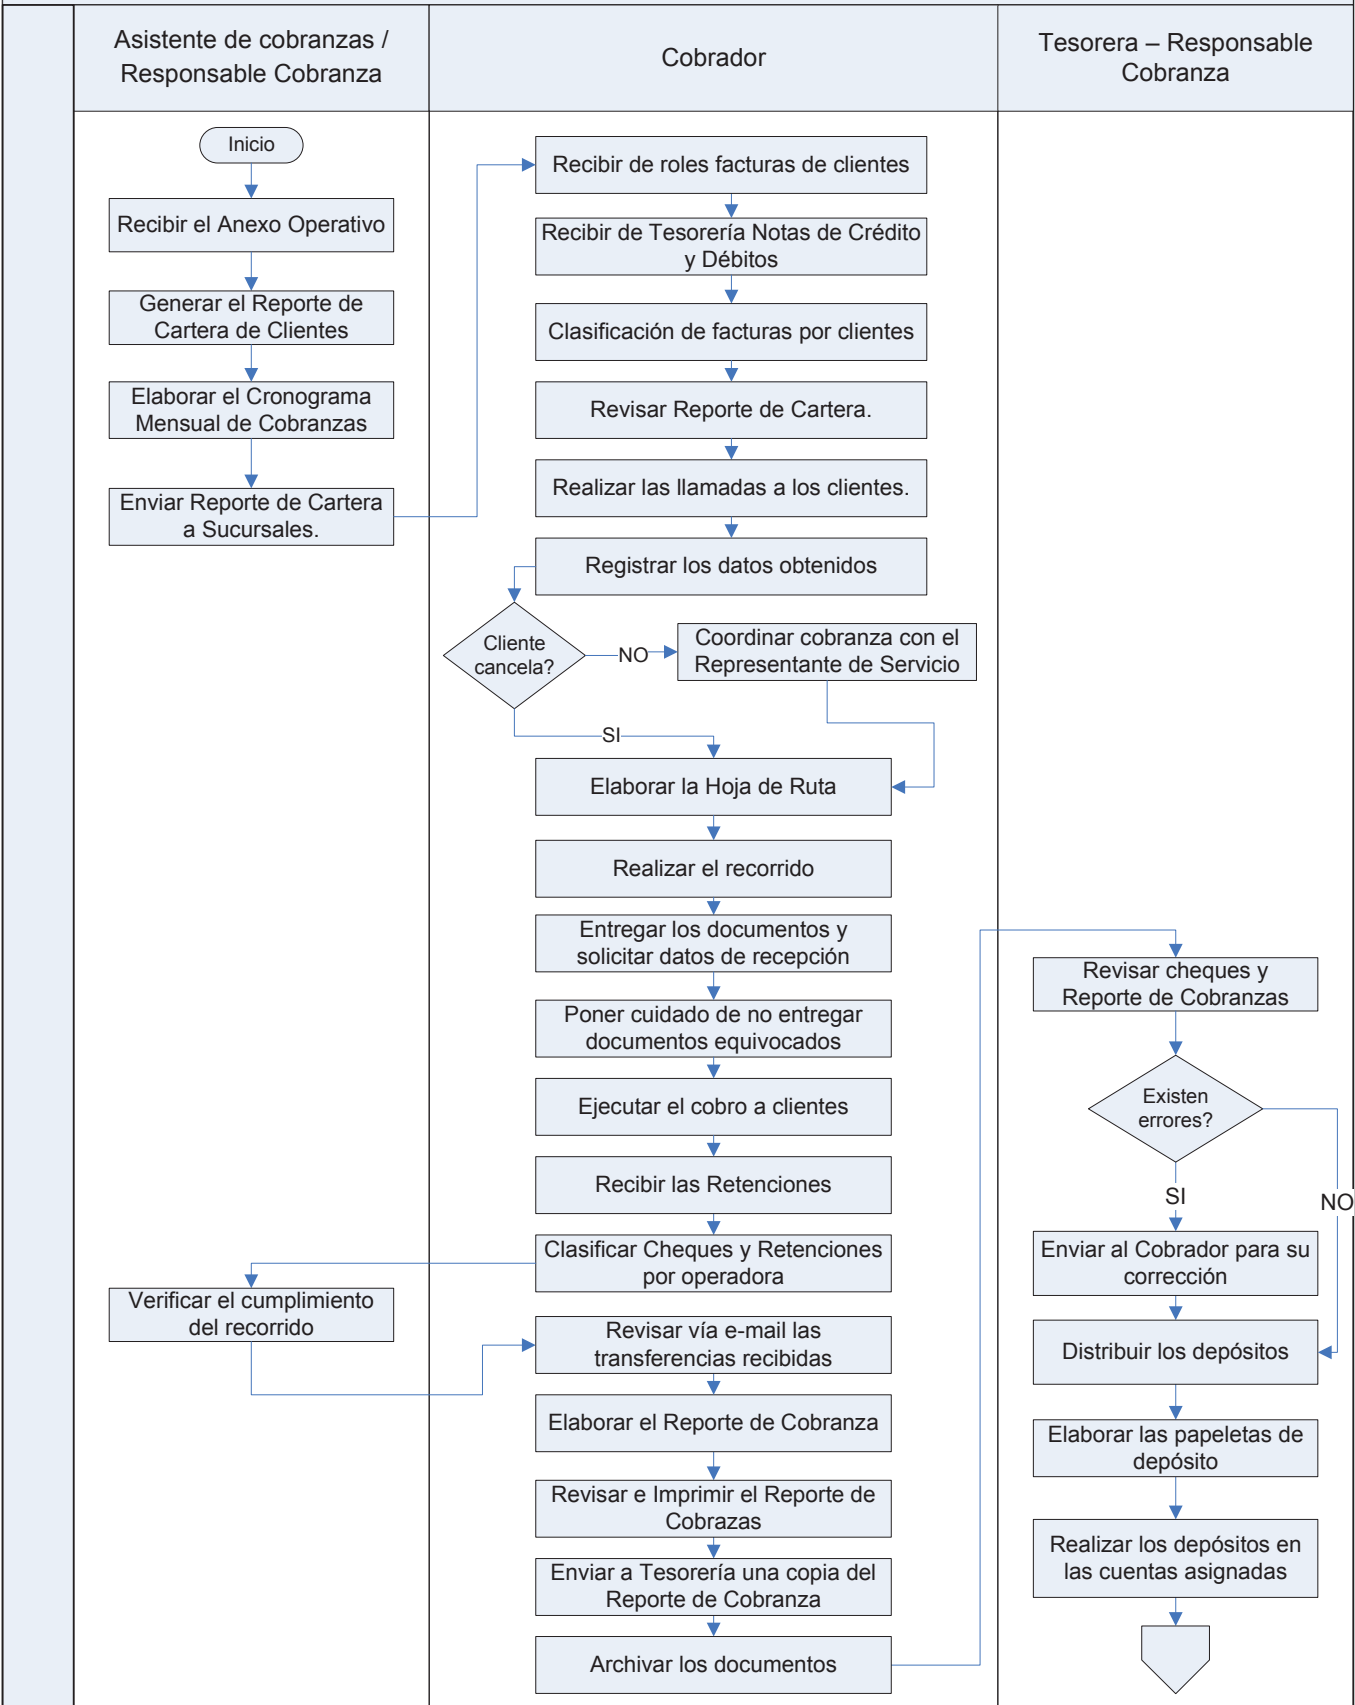 Asistente de cobranzas /
Responsable Cobranza
Cobrador
Tesorera – Responsable
Cobranza
Inicio
Recibir el Anexo Operativo
Generar el Reporte de
Cartera de Clientes
Elaborar el Cronograma
Mensual de Cobranzas
Enviar Reporte de Cartera
a Sucursales.
Recibir de roles facturas de clientes
Recibir de Tesorería Notas de Crédito
y Débitos
Clasificación de facturas por clientes
Revisar Reporte de Cartera.
Realizar las llamadas a los clientes.
Registrar los datos obtenidos
Cliente
cancela?
NO
Coordinar cobranza con el
Representante de Servicio
SI
Elaborar la Hoja de Ruta
Realizar el recorrido
Entregar los documentos y
solicitar datos de recepción
Poner cuidado de no entregar
documentos equivocados
Ejecutar el cobro a clientes
Recibir las Retenciones
Clasificar Cheques y Retenciones
por operadora
Verificar el cumplimiento
del recorrido
Revisar vía e-mail las
transferencias recibidas
Elaborar el Reporte de Cobranza
Revisar e Imprimir el Reporte de
Cobrazas
Enviar a Tesorería una copia del
Reporte de Cobranza
Archivar los documentos
Revisar cheques y
Reporte de Cobranzas
Existen
errores?
SI
NO
Enviar al Cobrador para su
corrección
Distribuir los depósitos
Elaborar las papeletas de
depósito
Realizar los depósitos en
las cuentas asignadas